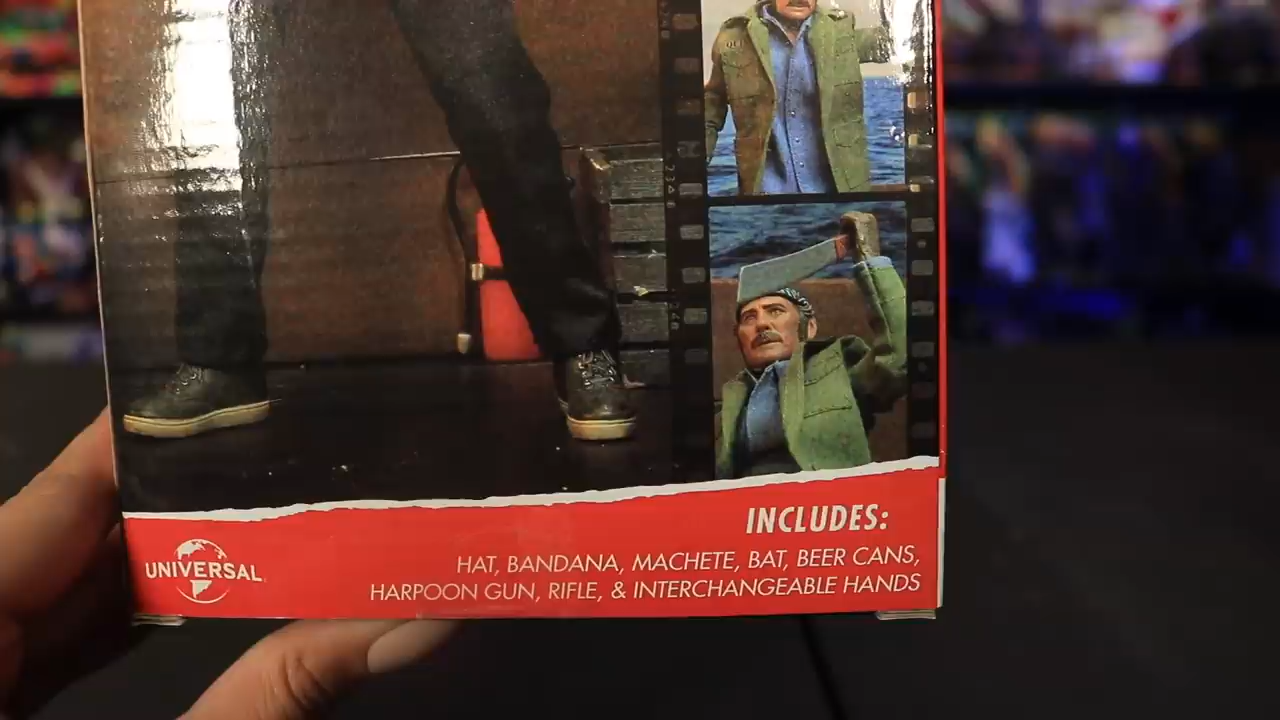 INCLUDES:
HAT, BANDANA, MACHETE, BAT, BEER CANS,
HARPOON GUN, RIFLE, & INTERCHANGEABLE HANDS
UNIVERSAL